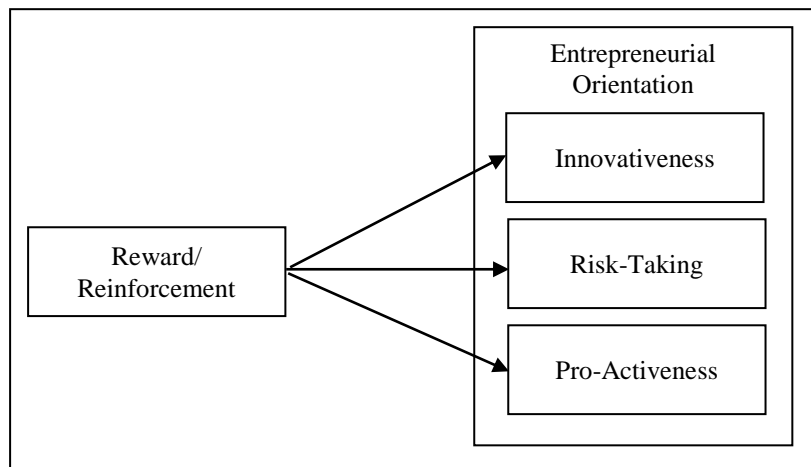 Entrepreneurial
Orientation
Innovativeness
Reward/
Reinforcement
Risk-Taking
Pro-Activeness